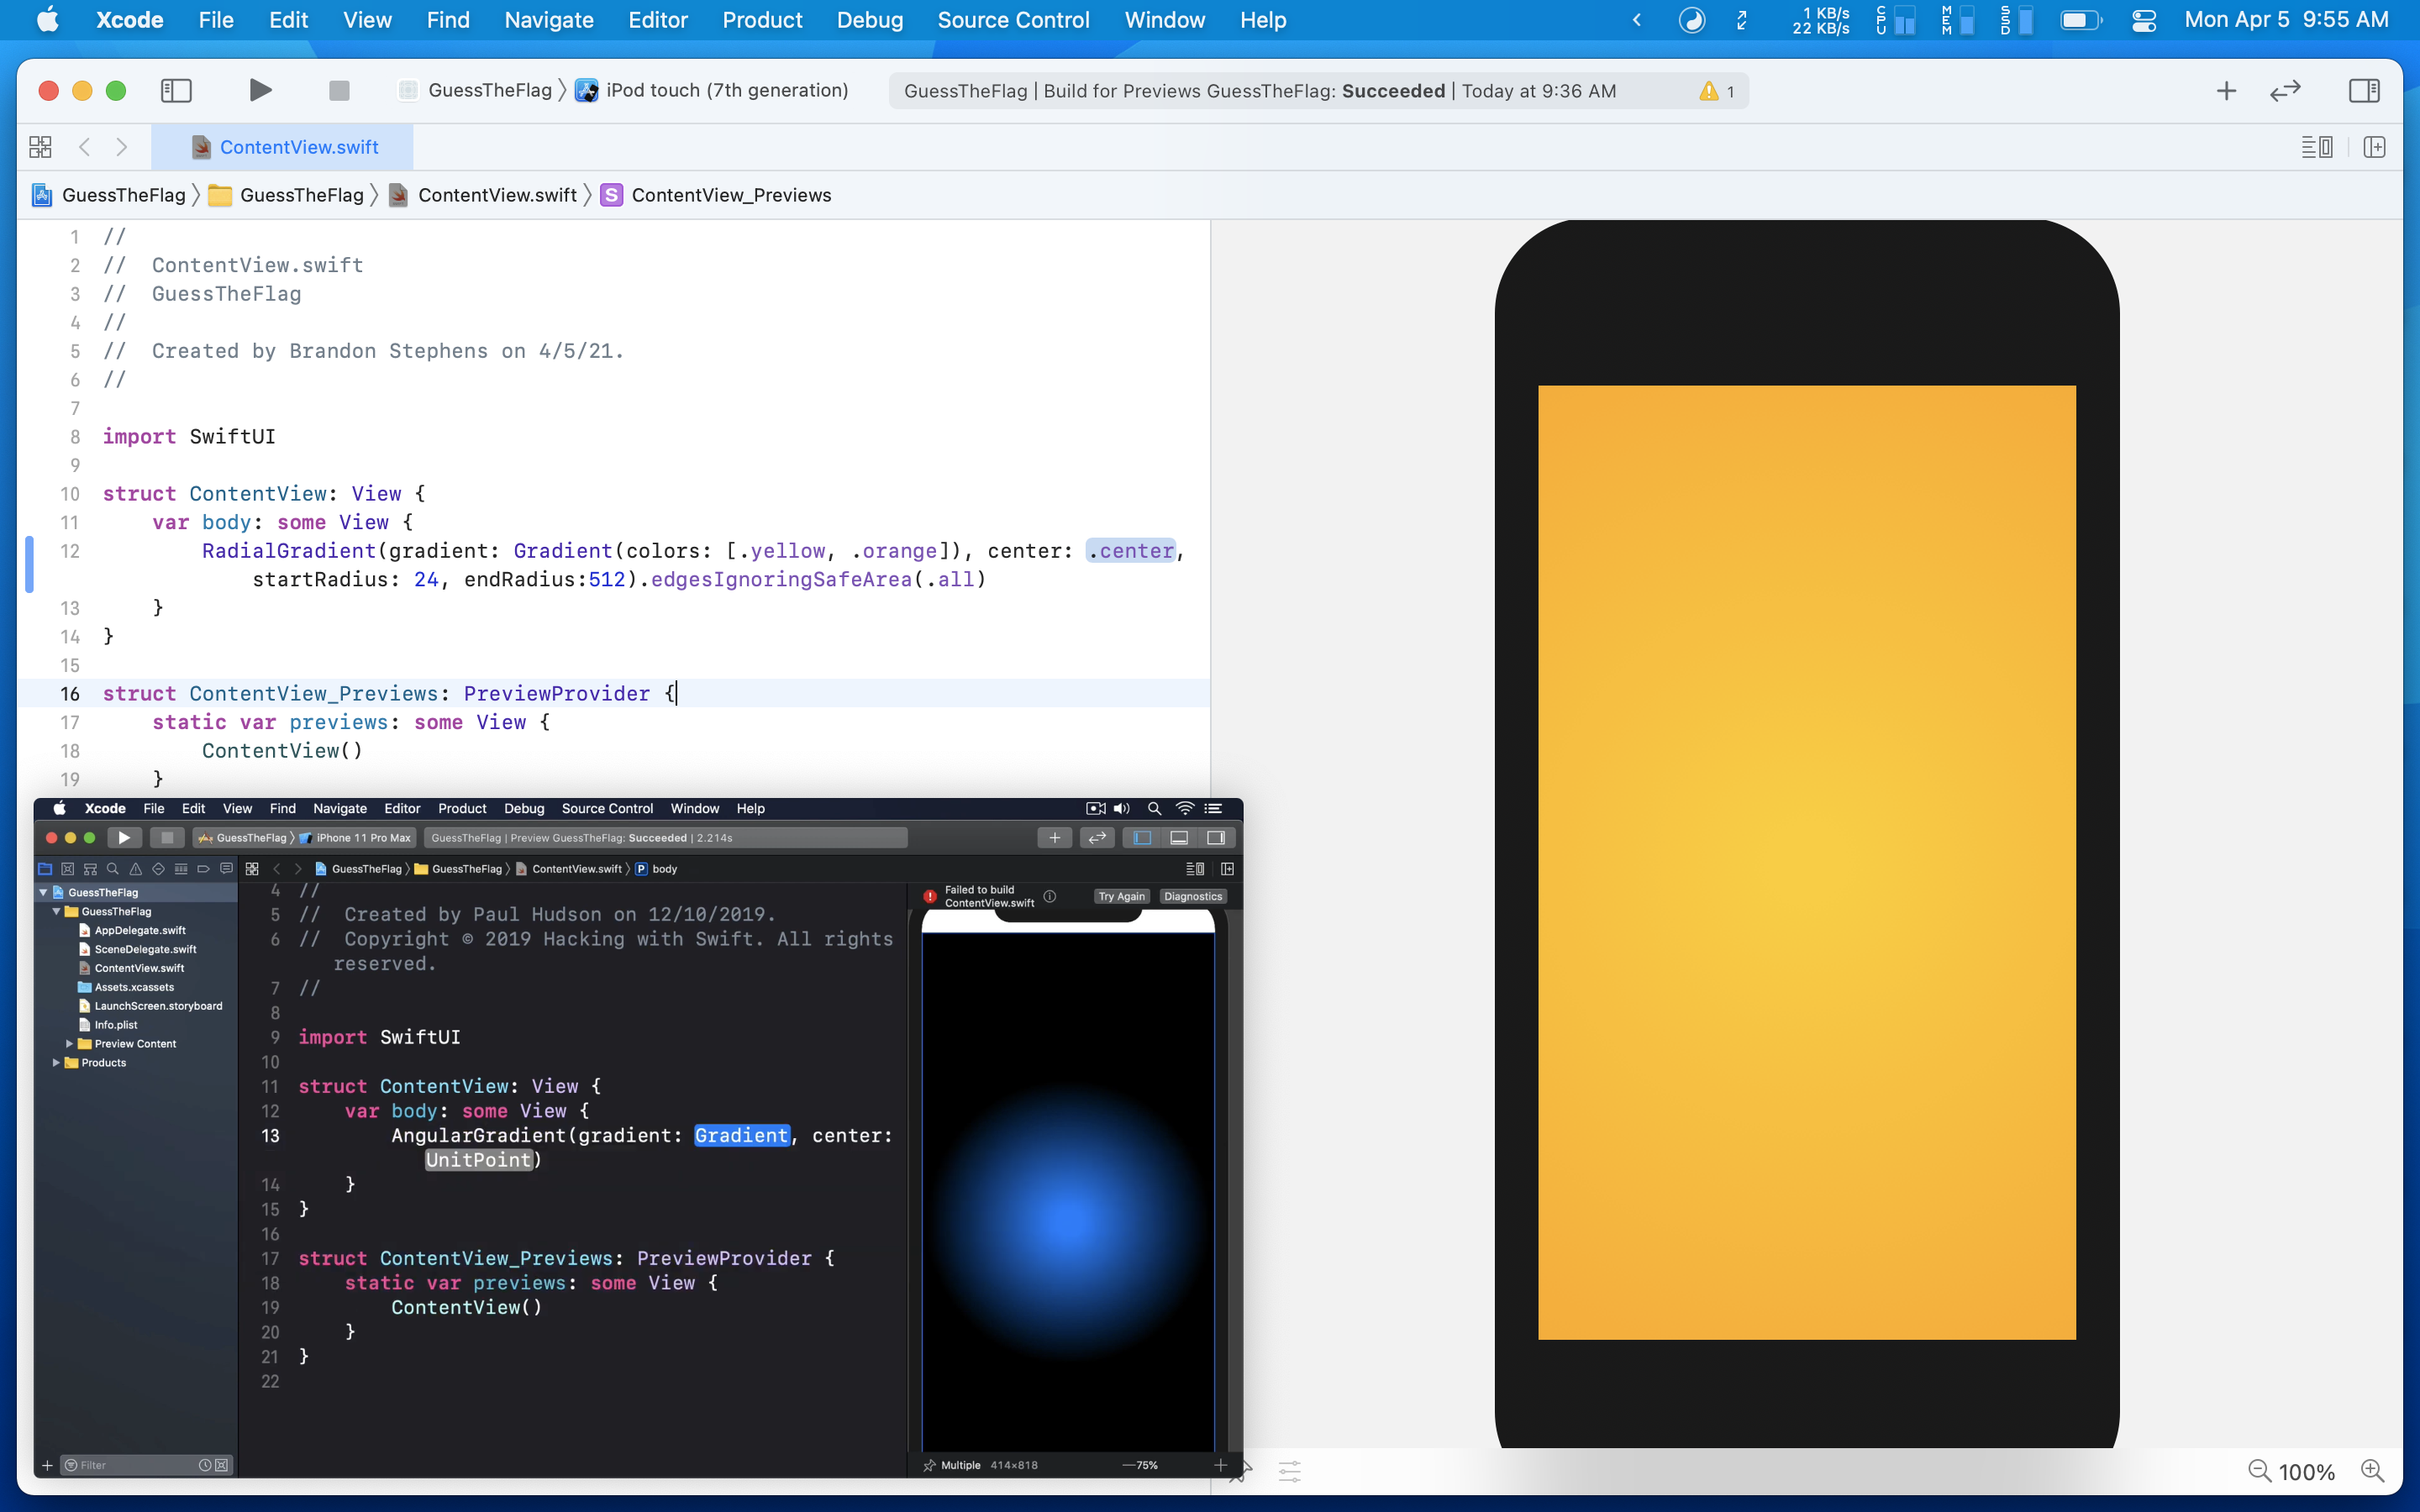 Xcode File Edit View Find Navigate Editor Product Debug Source Control Window Help 1 KB/s 22 KB/s CPU MEM SSD Mon Apr 5 9:55 AM
GuessTheFlag iPod touch (7th generation) GuessTheFlag | Build for Previews GuessTheFlag: Succeeded | Today at 9:36 AM 1
ContentView.swift
GuessTheFlag GuessTheFlag ContentView.swift S ContentView_Previews
1 //
2 //  ContentView.swift
3 //  GuessTheFlag
4 //
5 //  Created by Brandon Stephens on 4/5/21.
6 //
7
8 import SwiftUI
9
10 struct ContentView: View {
11     var body: some View {
12         RadialGradient(gradient: Gradient(colors: [.yellow, .orange]), center: .center,
startRadius: 24, endRadius:512).edgesIgnoringSafeArea(.all)
13     }
14 }
15
16 struct ContentView_Previews: PreviewProvider {
17     static var previews: some View {
18         ContentView()
19     }
Xcode File Edit View Find Navigate Editor Product Debug Source Control Window Help
GuessTheFlag iPhone 11 Pro Max GuessTheFlag | Preview GuessTheFlag: Succeeded | 2.214s
GuessTheFlag GuessTheFlag ContentView.swift P body
GuessTheFlag
GuessTheFlag
AppDelegate.swift
SceneDelegate.swift
ContentView.swift
Assets.xcassets
LaunchScreen.storyboard
Info.plist
Preview Content
Products
Filter
4 //
5 //  Created by Paul Hudson on 12/10/2019.
6 //  Copyright © 2019 Hacking with Swift. All rights
reserved.
7 //
8
9 import SwiftUI
10
11 struct ContentView: View {
12     var body: some View {
13         AngularGradient(gradient: Gradient, center:
UnitPoint)
14     }
15 }
16
17 struct ContentView_Previews: PreviewProvider {
18     static var previews: some View {
19         ContentView()
20     }
21 }
22
Failed to build
ContentView.swift
Try Again Diagnostics
Multiple 414×818 75%
100%